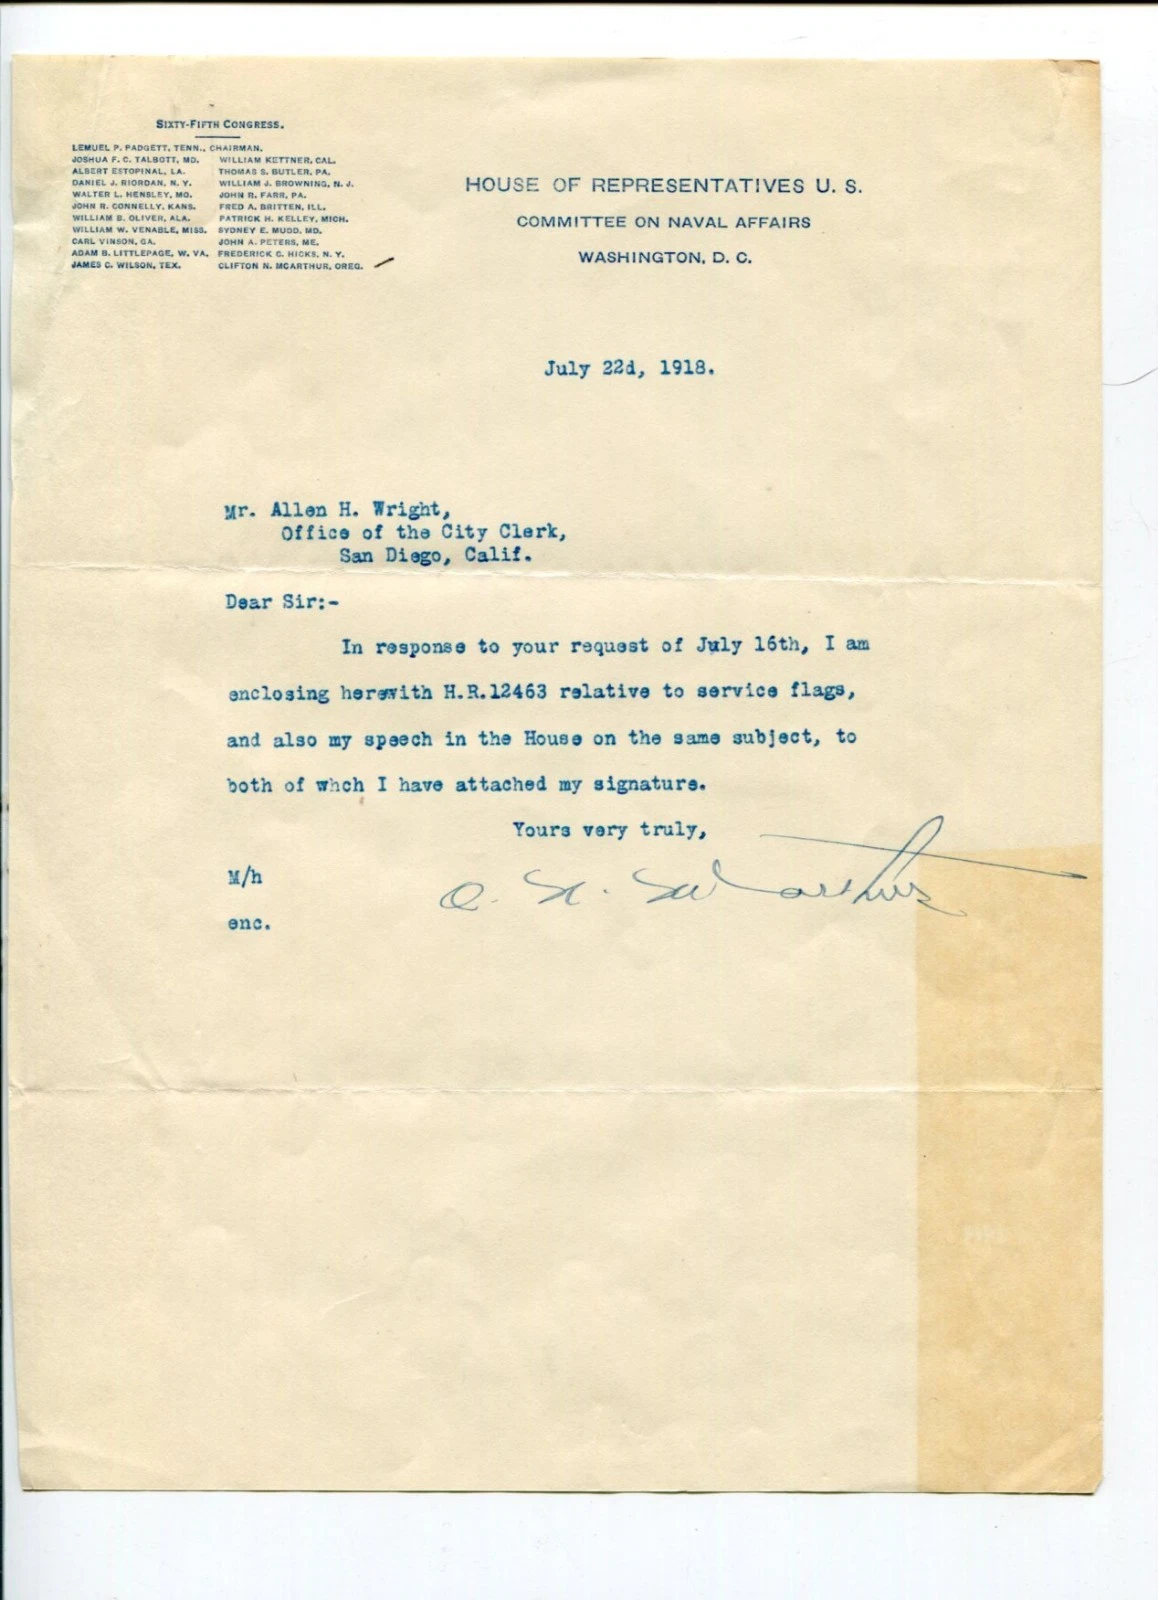 SIXTY-FIFTH CONGRESS.
LEMUEL P. PADGETT, TENN., CHAIRMAN.
JOSHUA F. C. TALBOTT, MD.
ALBERT ESTOPINAL, LA.
DANIEL J. RIORDAN, N. Y.
WALTER L. HENSLEY, MO.
JOHN R. CONNELLY, KANS.
WILLIAM B. OLIVER, ALA.
WILLIAM W. VENABLE, MISS.
CARL VINSON, GA.
ADAM B. LITTLEPAGE, W. VA.
JAMES C. WILSON, TEX.
WILLIAM KETTNER, CAL.
THOMAS S. BUTLER, PA.
WILLIAM J. BROWNING, N. J.
JOHN R. FARR, PA.
FRED A. BRITTEN, ILL.
PATRICK H. KELLEY, MICH.
SYDNEY E. MUDD, MD.
JOHN A. PETERS, ME.
FREDERICK C. HICKS, N. Y.
CLIFTON N. MCARTHUR, OREG.
HOUSE OF REPRESENTATIVES U. S.
COMMITTEE ON NAVAL AFFAIRS
WASHINGTON, D. C.
July 22d, 1918.
Mr. Allen H. Wright,
Office of the City Clerk,
San Diego, Calif.
Dear Sir:-
In response to your request of July 16th, I am
enclosing herewith H.R.12463 relative to service flags,
and also my speech in the House on the same subject, to
both of whch I have attached my signature.
Yours very truly,
C. N. McArthur
M/h
enc.